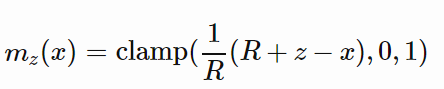 m_z(x) = clamp(\frac{1}{R}(R + z − x), 0, 1)